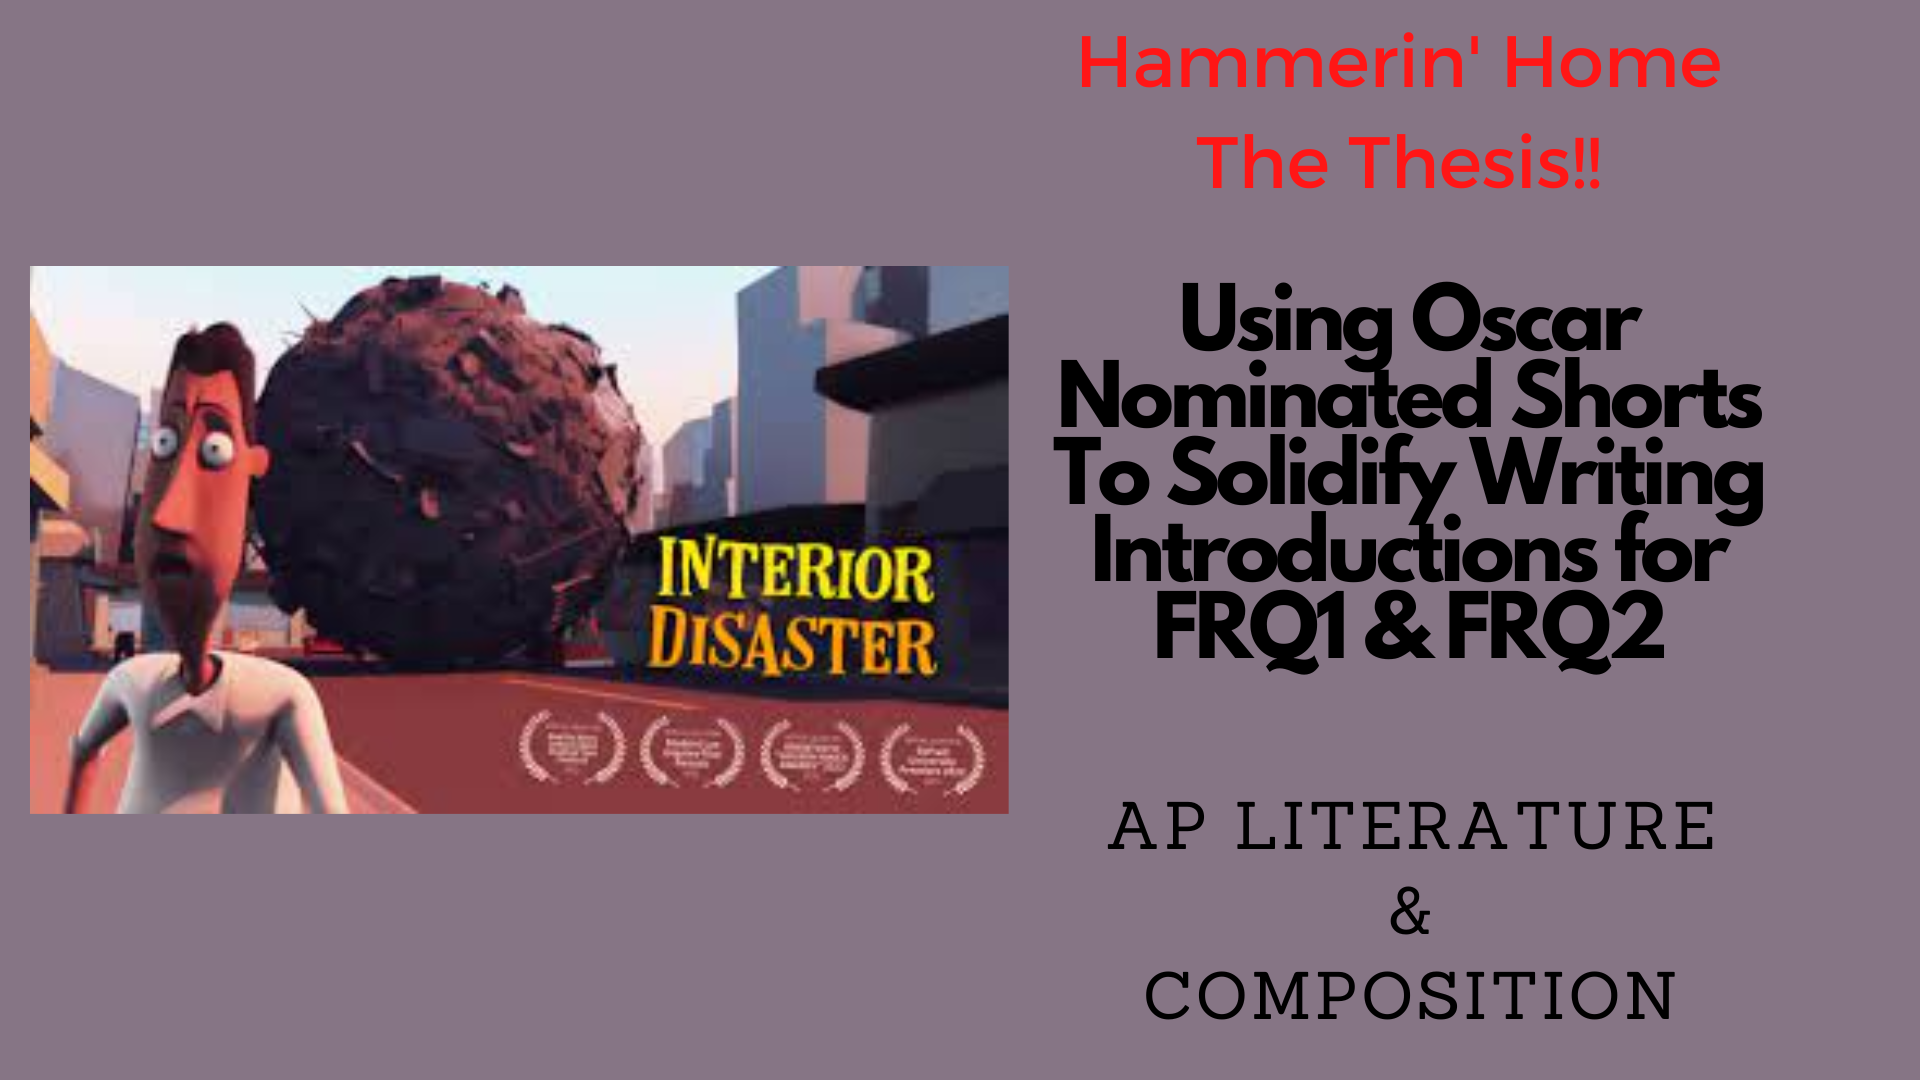 Hammerin' Home
The Thesis!!
INTERIOR
DISASTER
Using Oscar
Nominated Shorts
To Solidify Writing
Introductions for
FRQ1 & FRQ2
AP LITERATURE
&
COMPOSITION